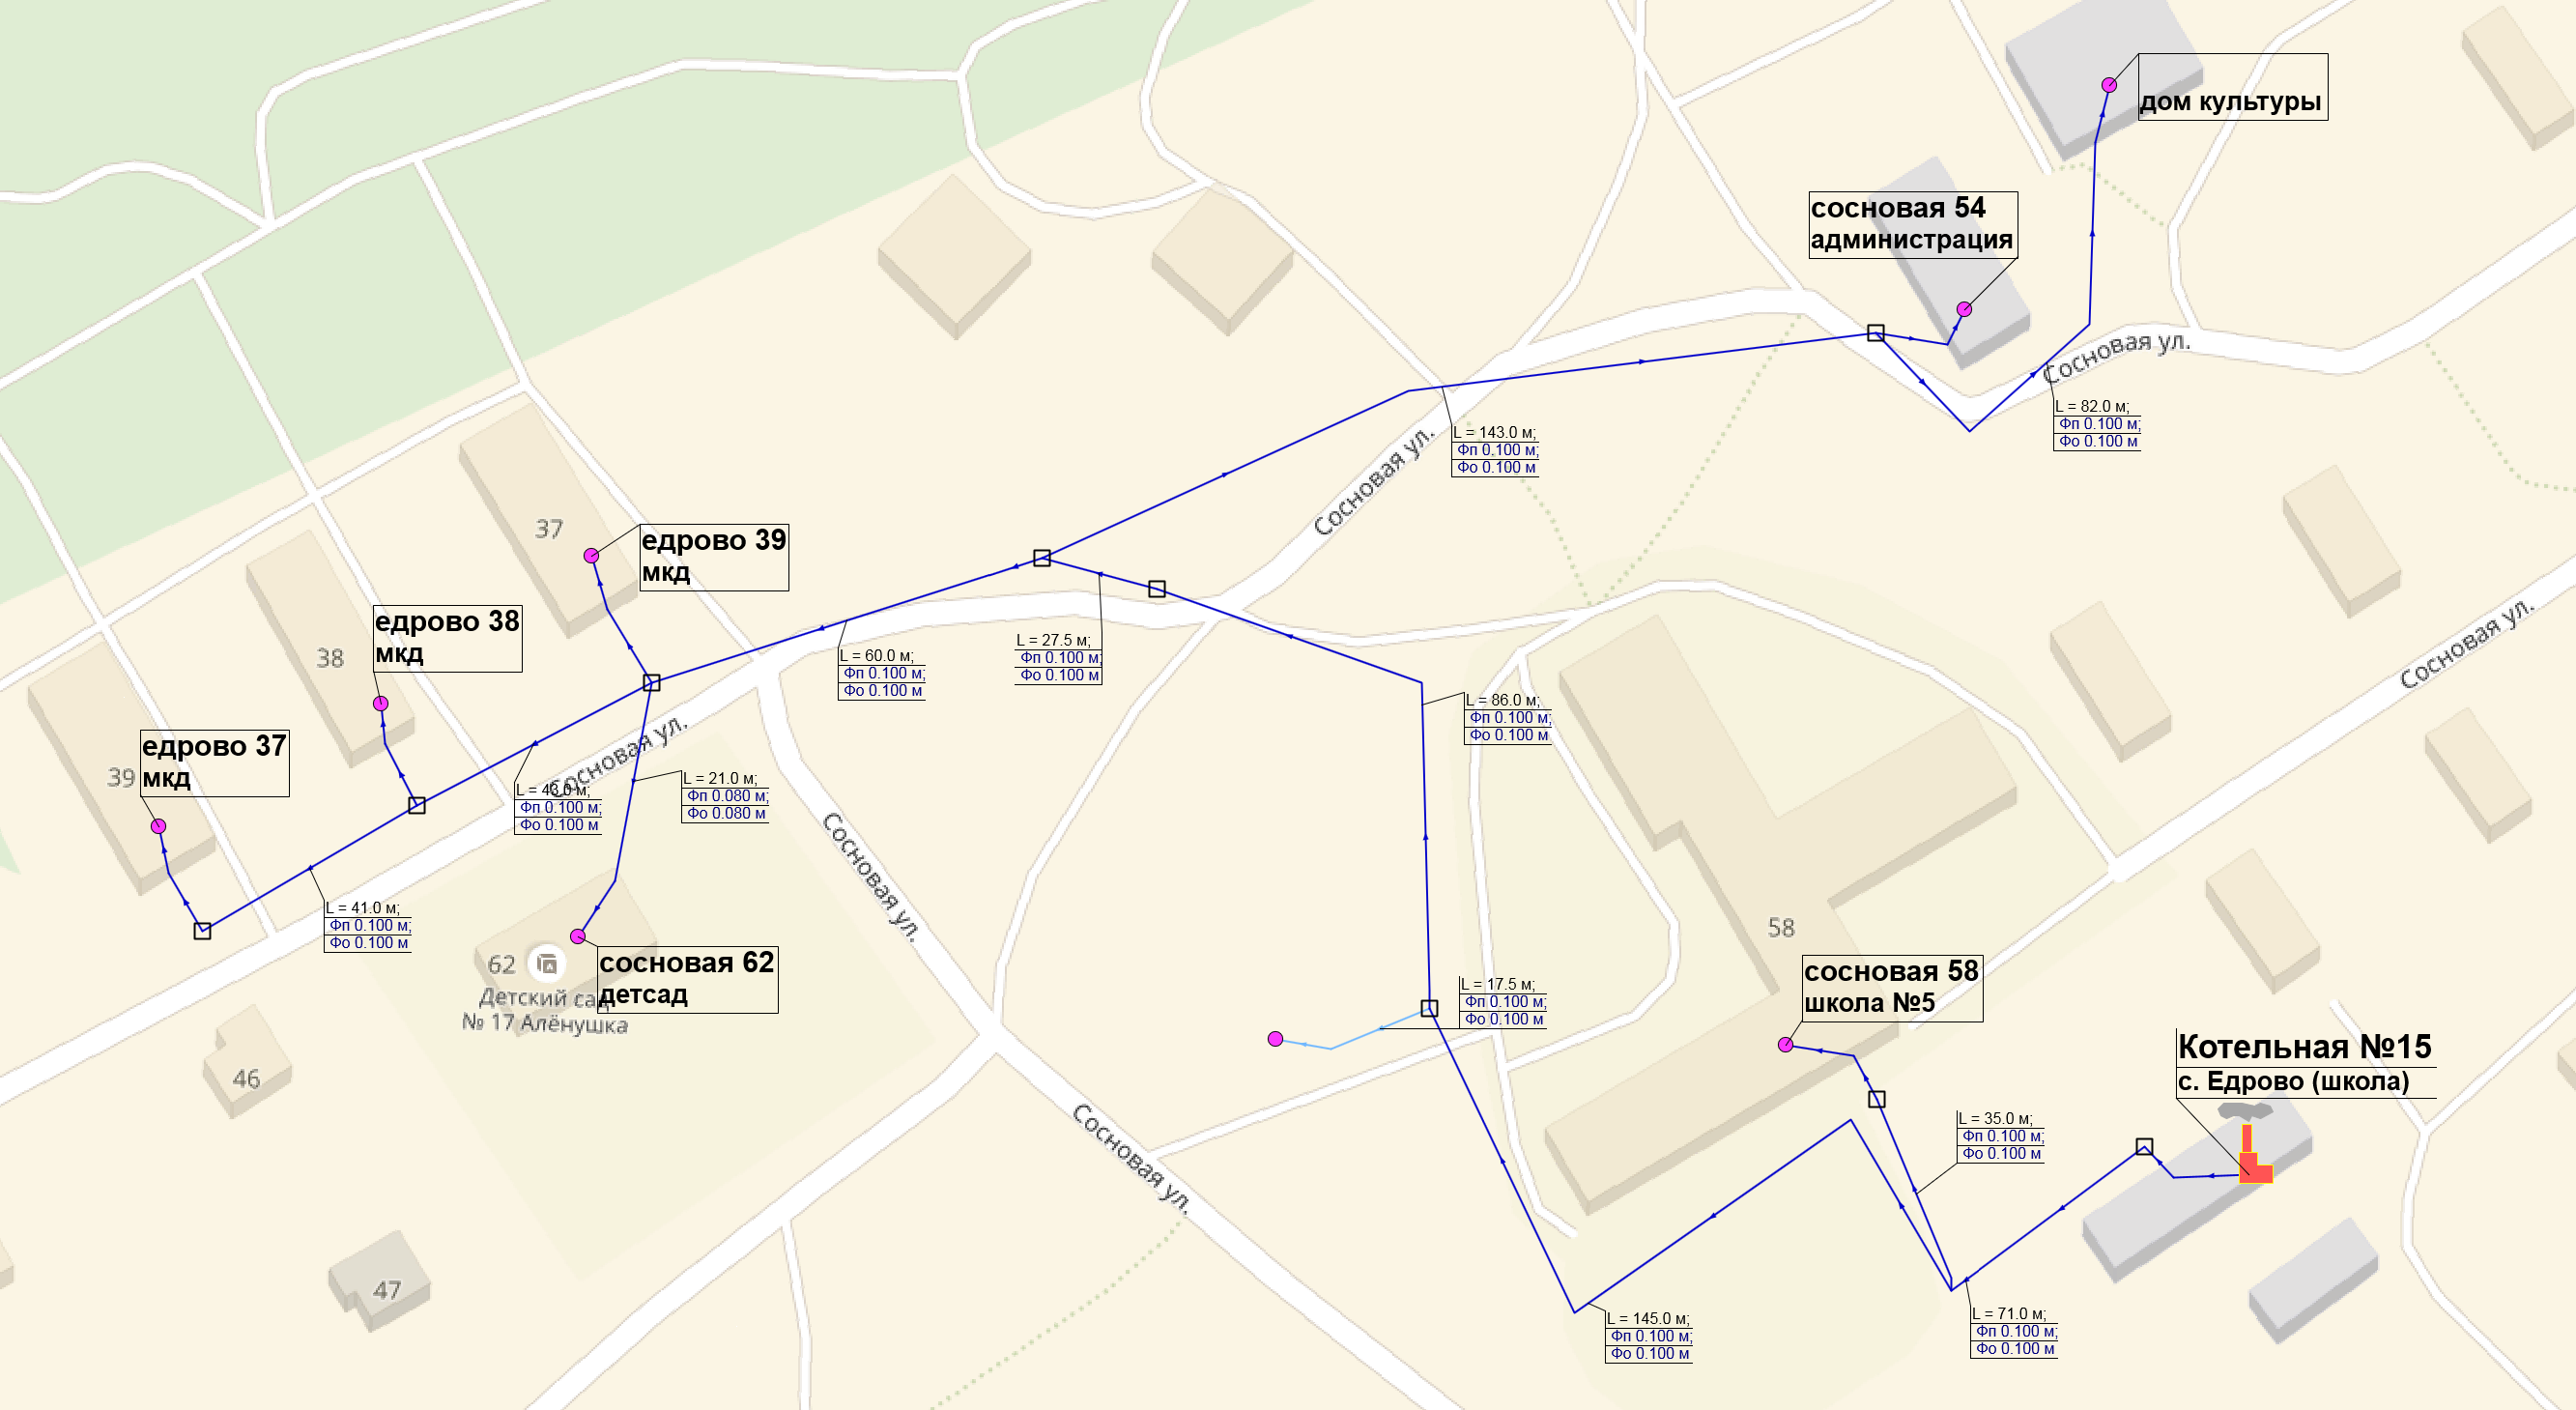 дом культуры
сосновая 54
администрация
Сосновая ул.
L = 82.0 м;
Фп 0.100 м;
Фо 0.100 м
L = 143.0 м;
Фп 0.100 м;
Фо 0.100 м
Сосновая ул.
37
едрово 39
мкд
едрово 38
мкд
38
Сосновая ул.
L = 27.5 м;
Фп 0.100 м;
Фо 0.100 м
L = 60.0 м;
Фп 0.100 м;
Фо 0.100 м
L = 86.0 м;
Фп 0.100 м;
Фо 0.100 м
едрово 37
мкд
39
Сосновая ул.
L = 43.0 м;
Фп 0.100 м;
Фо 0.100 м
L = 21.0 м;
Фп 0.080 м;
Фо 0.080 м
Сосновая ул.
L = 41.0 м;
Фп 0.100 м;
Фо 0.100 м
58
62
сосновая 62
детсад
Детский сад
№ 17 Алёнушка
сосновая 58
школа №5
L = 17.5 м;
Фп 0.100 м;
Фо 0.100 м
Котельная №15
с. Едрово (школа)
46
Сосновая ул.
L = 35.0 м;
Фп 0.100 м;
Фо 0.100 м
47
L = 145.0 м;
Фп 0.100 м;
Фо 0.100 м
L = 71.0 м;
Фп 0.100 м;
Фо 0.100 м